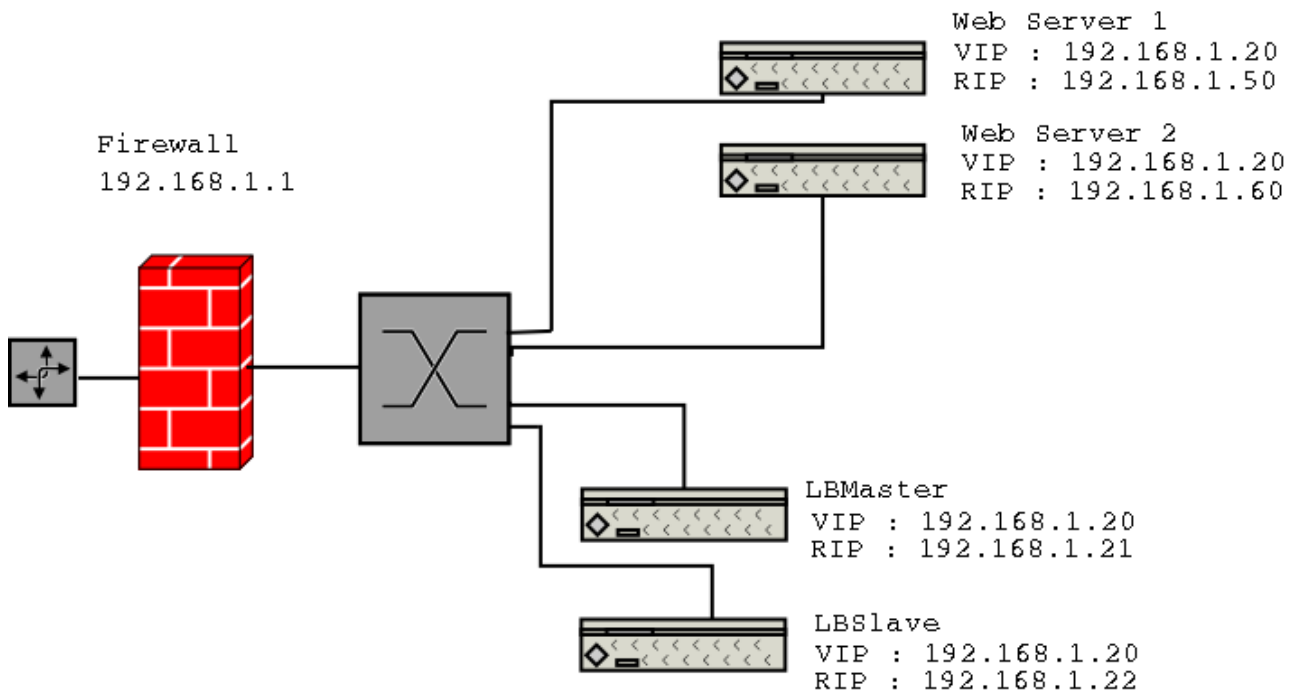 Web Server 1
VIP : 192.168.1.20
RIP : 192.168.1.50
Firewall
192.168.1.1
Web Server 2
VIP : 192.168.1.20
RIP : 192.168.1.60
LBMaster
VIP : 192.168.1.20
RIP : 192.168.1.21
LBSlave
VIP : 192.168.1.20
RIP : 192.168.1.22